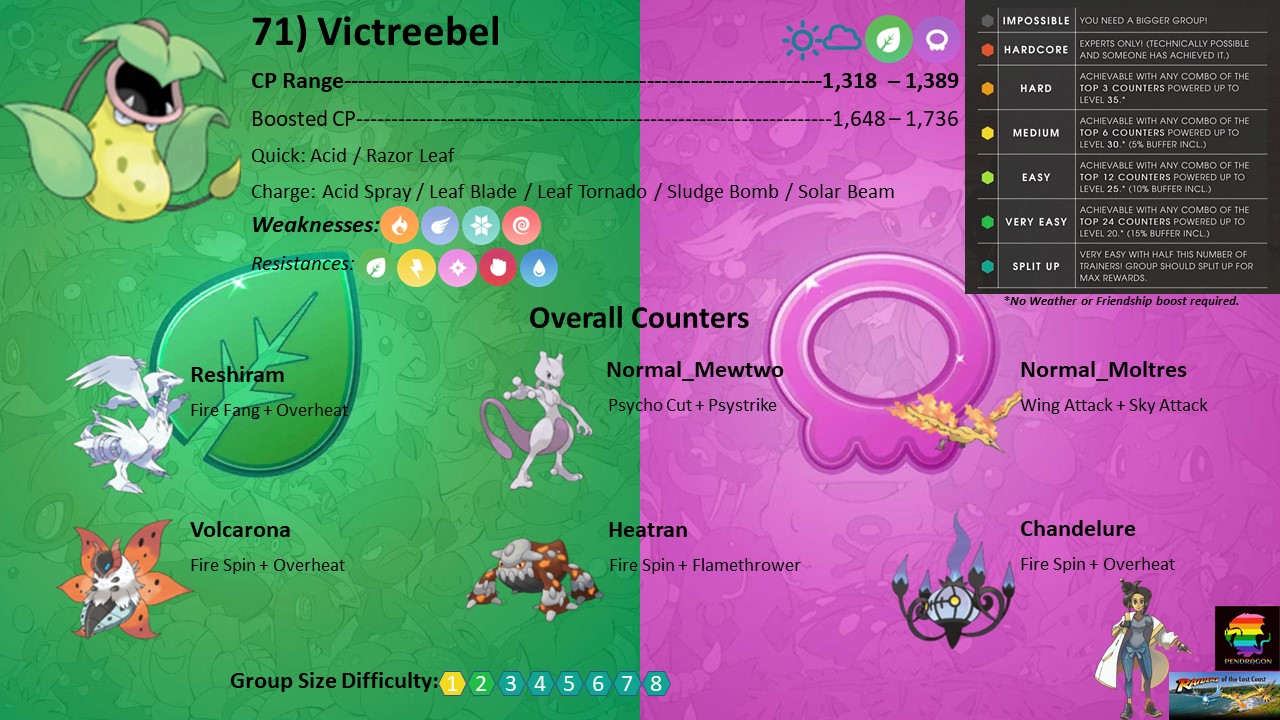 71) Victreebel
CP Range--------------------------------------------------------------------------------1,318 – 1,389
Boosted CP--------------------------------------------------------------------------------1,648 – 1,736
Quick: Acid / Razor Leaf
Charge: Acid Spray / Leaf Blade / Leaf Tornado / Sludge Bomb / Solar Beam
Weaknesses:
Resistances:
IMPOSSIBLE YOU NEED A BIGGER GROUP!
HARDCORE EXPERTS ONLY! (TECHNICALLY POSSIBLE
AND SOMEONE HAS ACHIEVED IT.)
HARD ACHIEVABLE WITH ANY COMBO OF THE
TOP 3 COUNTERS POWERED UP TO
LEVEL 35.*
MEDIUM ACHIEVABLE WITH ANY COMBO OF THE
TOP 6 COUNTERS POWERED UP TO
LEVEL 30.* (5% BUFFER INCL.)
EASY ACHIEVABLE WITH ANY COMBO OF THE
TOP 12 COUNTERS POWERED UP TO
LEVEL 25.* (10% BUFFER INCL.)
VERY EASY ACHIEVABLE WITH ANY COMBO OF THE
TOP 24 COUNTERS POWERED UP TO
LEVEL 20.* (15% BUFFER INCL.)
SPLIT UP VERY EASY WITH HALF THIS NUMBER OF
TRAINERS! GROUP SHOULD SPLIT UP FOR
MAX REWARDS.
*No Weather or Friendship boost required.
Overall Counters
Reshiram
Fire Fang + Overheat
Normal_Mewtwo
Psycho Cut + Psystrike
Normal_Moltres
Wing Attack + Sky Attack
Volcarona
Fire Spin + Overheat
Heatran
Fire Spin + Flamethrower
Chandelure
Fire Spin + Overheat
Group Size Difficulty: 1 2 3 4 5 6 7 8
PENDRAGON
RAIDERS of the Lost Coast